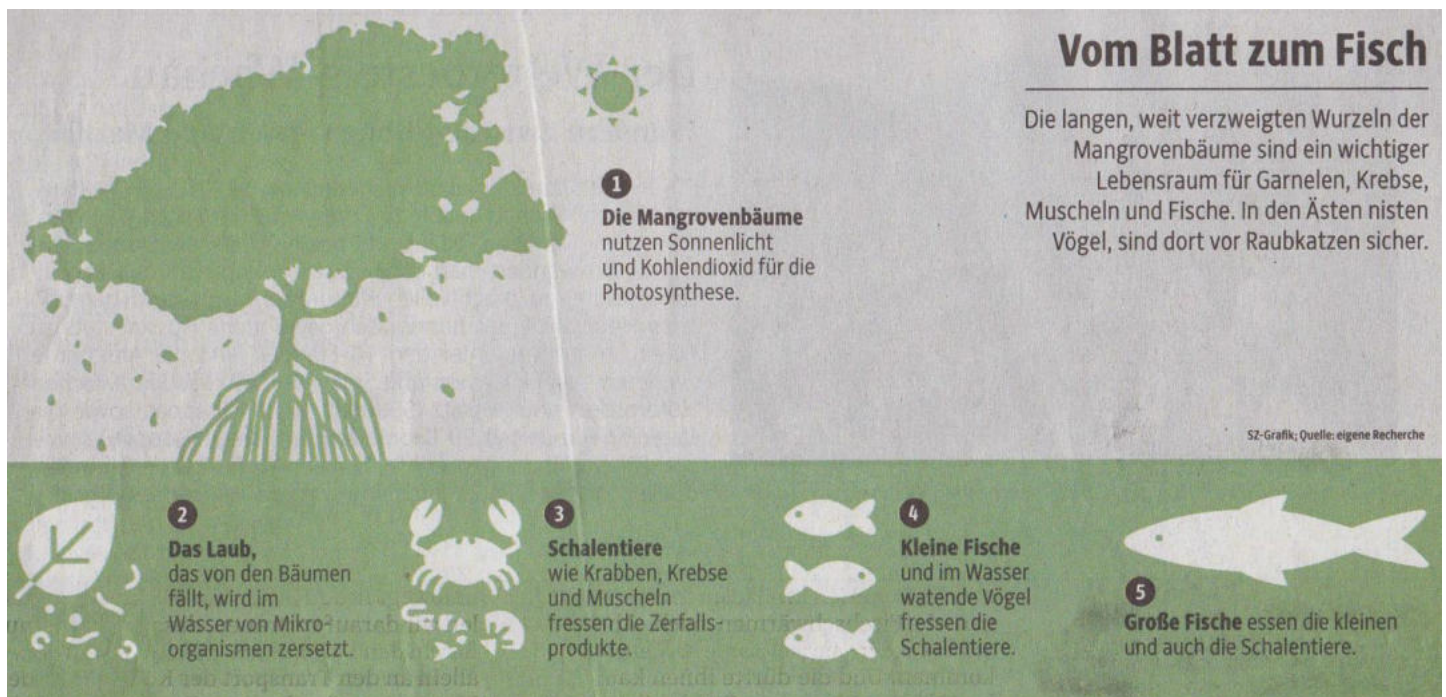 Vom Blatt zum Fisch
Die langen, weit verzweigten Wurzeln der
Mangrovenbäume sind ein wichtiger
Lebensraum für Garnelen, Krebse,
Muscheln und Fische. In den Ästen nisten
Vögel, sind dort vor Raubkatzen sicher.
1
Die Mangrovenbäume
nutzen Sonnenlicht
und Kohlendioxid für die
Photosynthese.
SZ-Grafik; Quelle: eigene Recherche
2
Das Laub,
das von den Bäumen
fällt, wird im
Wasser von Mikro-
organismen zersetzt.
3
Schalentiere
wie Krabben, Krebse
und Muscheln
fressen die Zerfalls-
produkte.
4
Kleine Fische
und im Wasser
watende Vögel
fressen die
Schalentiere.
5
Große Fische essen die kleinen
und auch die Schalentiere.